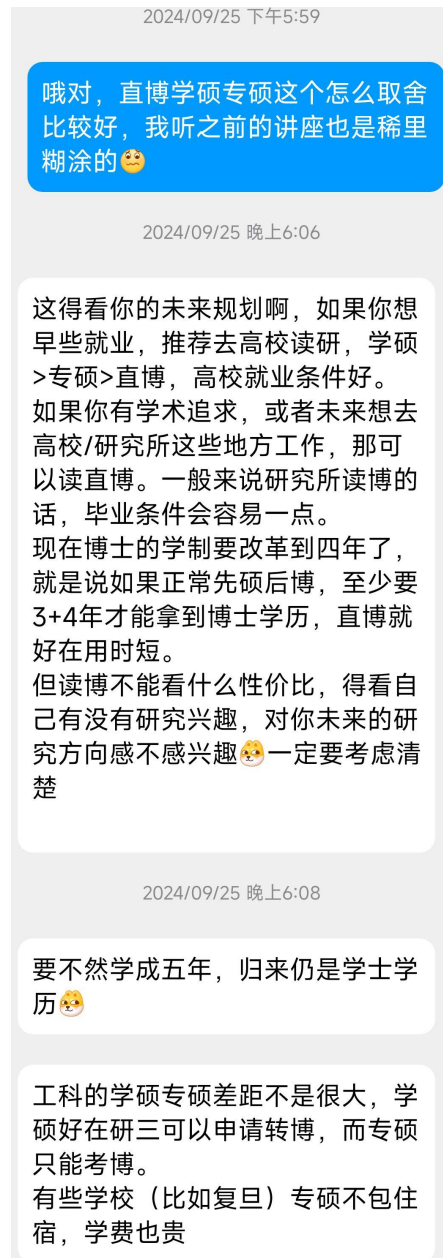 2024/09/25 下午5:59
哦对，直博学硕专硕这个怎么取舍
比较好，我听之前的讲座也是稀里
糊涂的😕
2024/09/25 晚上6:06
这得看你的未来规划啊，如果你想
早些就业，推荐去高校读研，学硕
>专硕>直博，高校就业条件好。
如果你有学术追求，或者未来想去
高校/研究所这些地方工作，那可
以读直博。一般来说研究所读博的
话，毕业条件会容易一点。
现在博士的学制要改革到四年了，
就是说如果正常先硕后博，至少要
3+4年才能拿到博士学历，直博就
好在用时短。
但读博不能看什么性价比，得看自
己有没有研究兴趣，对你未来的研
究方向感不感兴趣一定要考虑清
楚
2024/09/25 晚上6:08
要不然学成五年，归来仍是学士学
历
工科的学硕专硕差距不是很大，学
硕好在研三可以申请转博，而专硕
只能考博。
有些学校（比如复旦）专硕不包住
宿，学费也贵